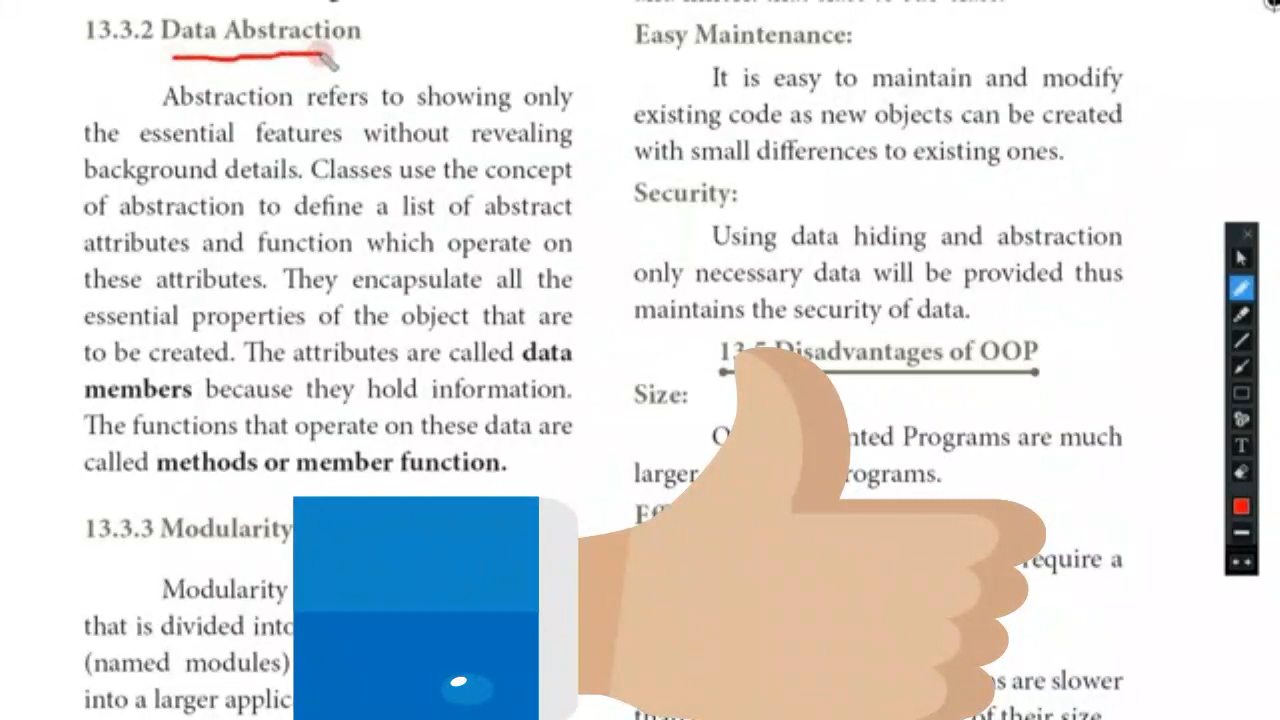 13.3.2 Data Abstraction
Abstraction refers to showing only
the essential features without revealing
background details. Classes use the concept
of abstraction to define a list of abstract
attributes and function which operate on
these attributes. They encapsulate all the
essential properties of the object that are
to be created. The attributes are called data
members because they hold information.
The functions that operate on these data are
called methods or member function.
13.3.3 Modularity
Modularity
that is divided into
(named modules)
into a larger
Easy Maintenance:
It is easy to maintain and modify
existing code as new objects can be created
with small differences to existing ones.
Security:
Using data hiding and abstraction
only necessary data will be provided thus
maintains the security of data.
13.5 Disadvantages of OOP
Size:
Programs are much
larger
require a
are slower
of their size
T